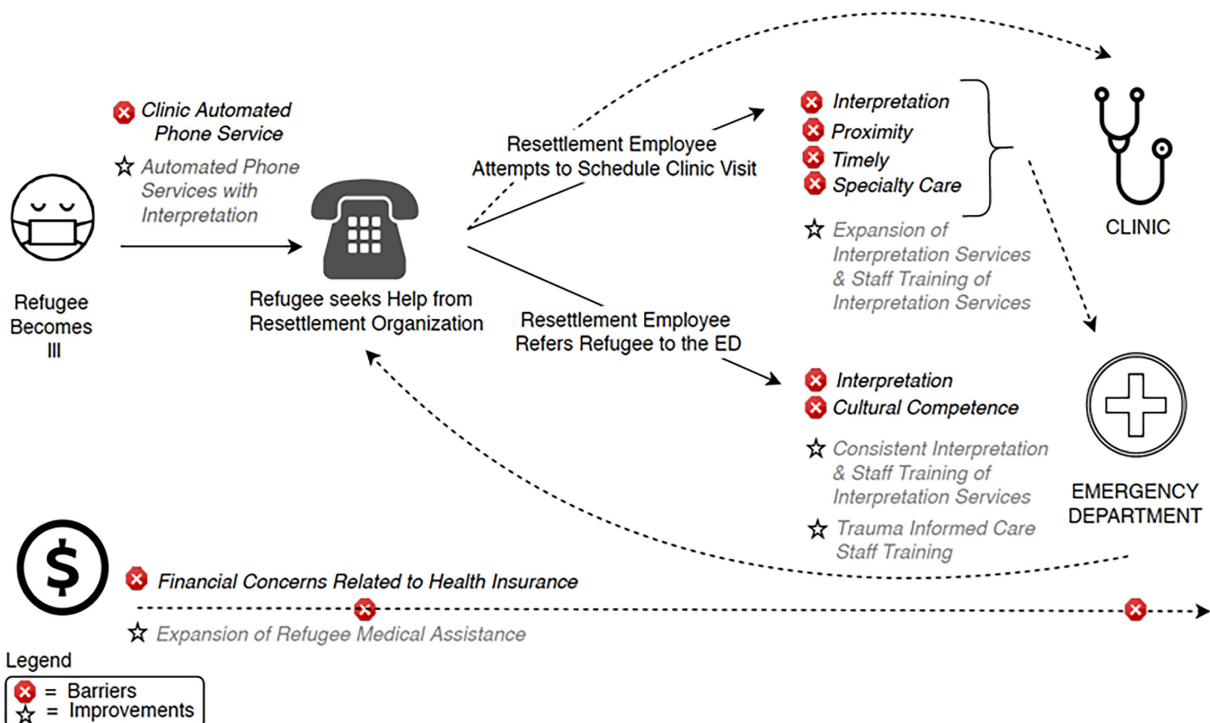 Clinic Automated
Phone Service
Automated Phone
Services with
Interpretation
Refugee
Becomes
Ill
Refugee seeks Help from
Resettlement Organization
Resettlement Employee
Attempts to Schedule Clinic Visit
Resettlement Employee
Refers Refugee to the ED
Interpretation
Proximity
Timely
Specialty Care
Expansion of
Interpretation Services
& Staff Training of
Interpretation Services
CLINIC
Interpretation
Cultural Competence
Consistent Interpretation
& Staff Training of
Interpretation Services
Trauma Informed Care
Staff Training
EMERGENCY
DEPARTMENT
$
Financial Concerns Related to Health Insurance
Expansion of Refugee Medical Assistance
Legend
= Barriers
= Improvements